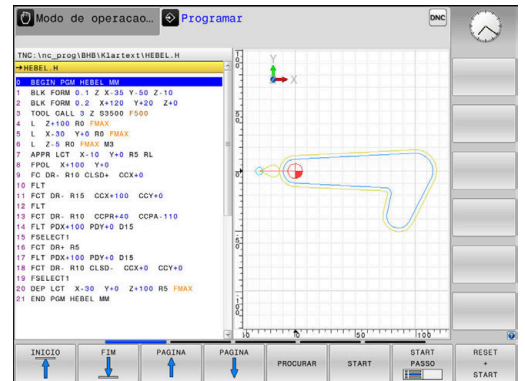 Modo de operacao... Programar DNC
TNC:\nc_prog\BHB\Klartext\HEBEL.H
→HEBEL.H
0 BEGIN PGM HEBEL MM
1 BLK FORM 0.1 Z X-35 Y-50 Z-10
2 BLK FORM 0.2 X+120 Y+20 Z+0
3 TOOL CALL 3 Z S3500 F500
4 L Z+100 R0 FMAX
5 L X-30 Y+0 R0 FMAX
6 L Z-5 R0 FMAX M3
7 APPR LCT X-10 Y+0 R5 RL
8 FPOL X+100 Y+0
9 FC DR- R10 CLSD+ CCX+0
10 FLT
11 FCT DR- R15 CCX+100 CCY+0
12 FLT
13 FCT DR- R10 CCPR+40 CCPA-110
14 FLT PDX+100 PDY+0 D15
15 FSELECT1
16 FCT DR+ R5
17 FLT PDX+100 PDY+0 D15
18 FCT DR- R10 CLSD- CCX+0 CCY+0
19 FSELECT1
20 DEP LCT X-30 Y+0 Z+100 R5 FMAX
21 END PGM HEBEL MM
Y
X
0
50
100
INICIO
FIM
PAGINA
PAGINA
PROCURAR
START
START PASSO
RESET + START